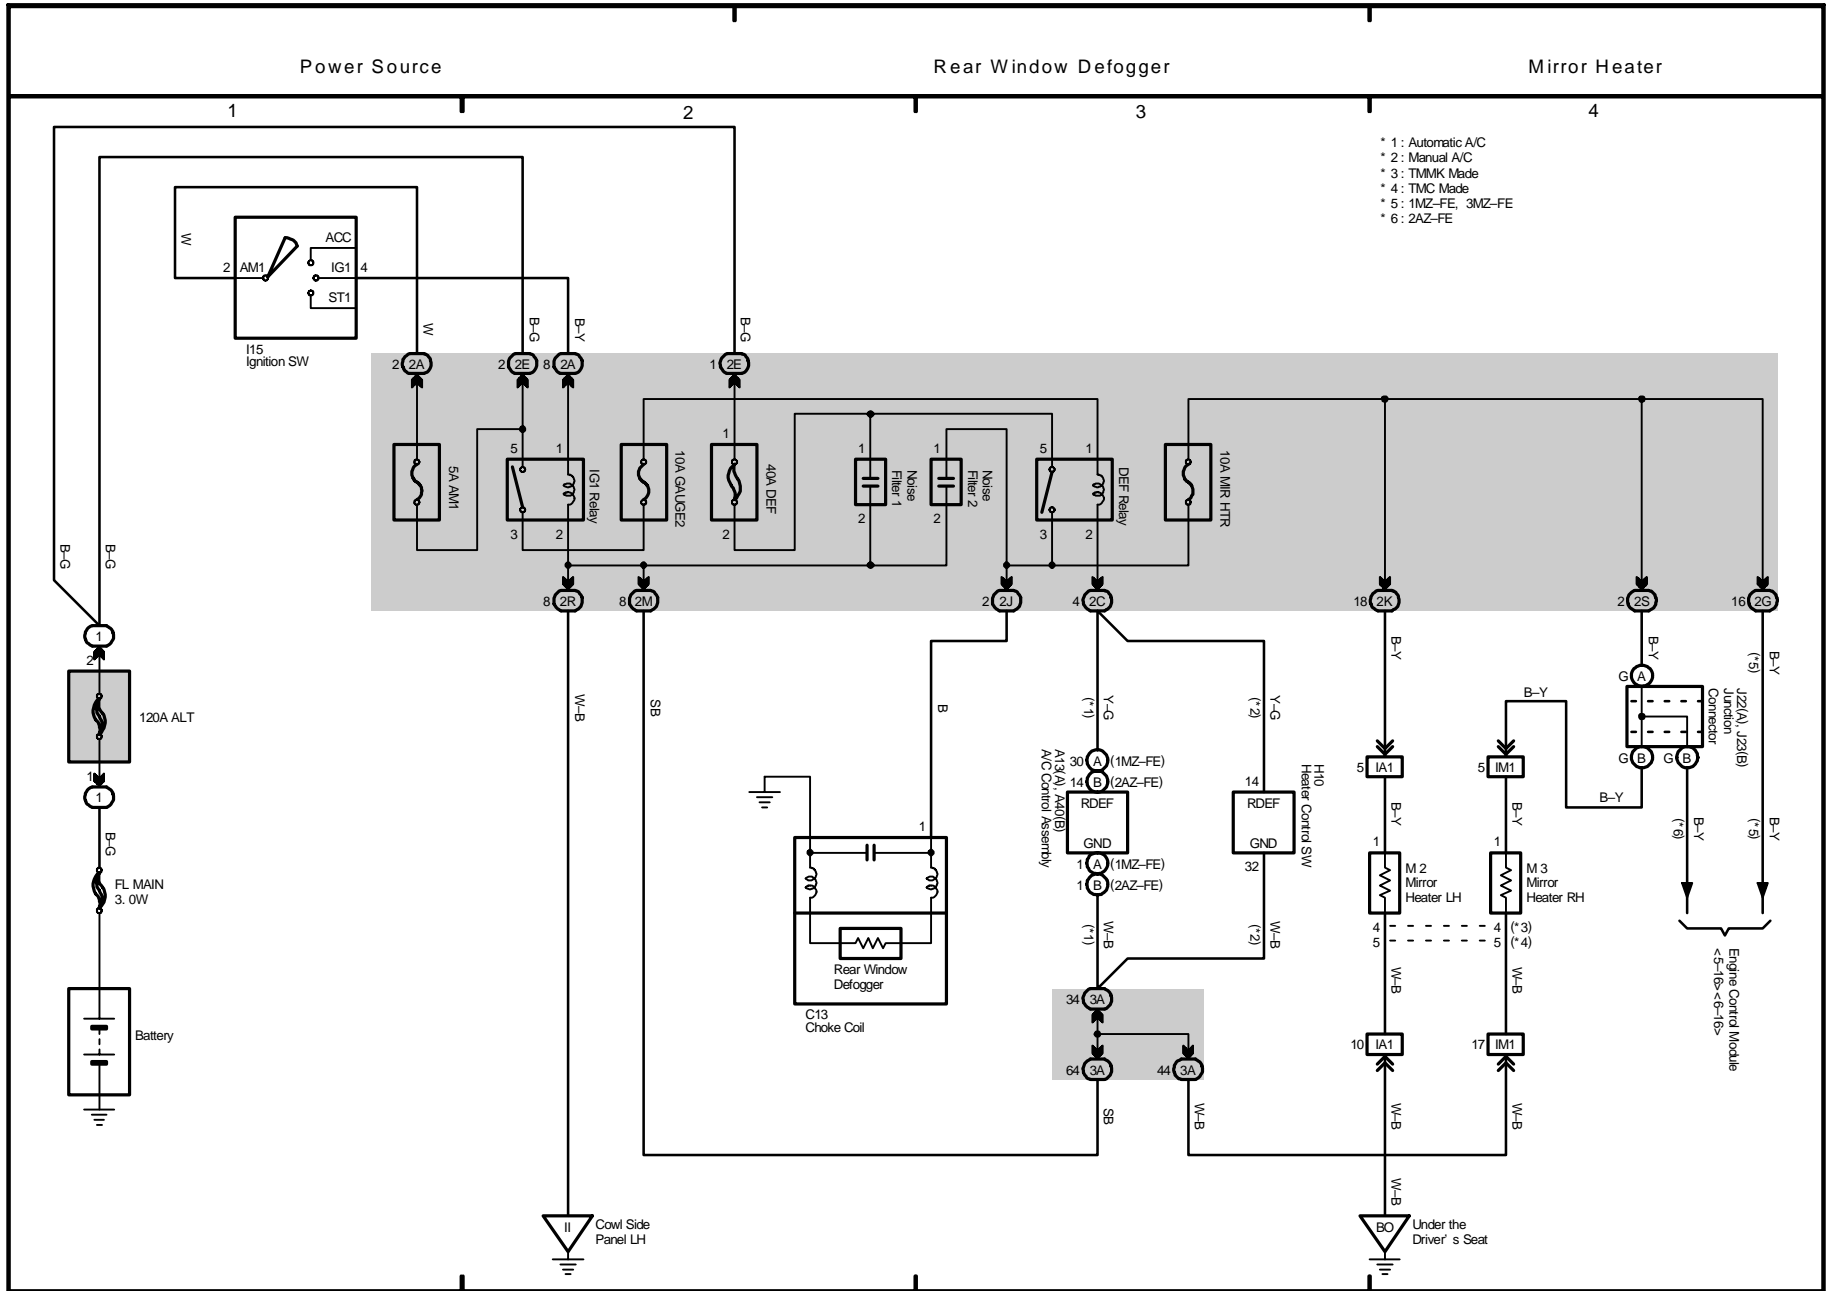 Power Source
Rear Window Defogger
Mirror Heater
1
2
3
4
* 1 : Automatic A/C
* 2 : Manual A/C
* 3 : TMMK Made
* 4 : TMC Made
* 5 : 1MZ–FE, 3MZ–FE
* 6 : 2AZ–FE
W
2 AM1
ACC
IG1 4
ST1
I15
Ignition SW
W
B–G
B–Y
B–G
2 2A
2 2E
8 2A
1 2E
5A AM1
5
1
IG1 Relay
3
2
10A GAUGE2
1
40A DEF
2
1
Noise
Filter 1
2
1
Noise
Filter 2
2
5
1
DEF Relay
3
2
10A MIR HTR
8 2R
8 2M
2 2J
4 2C
18 2K
2 2S
16 2G
B–G
B–G
1
2
120A ALT
1
1
B–G
FL MAIN
3. 0W
Battery
W–B
SB
B
Y–G
(*1)
Y–G
(*2)
30 A (1MZ–FE)
14 B (2AZ–FE)
A13(A), A40(B)
A/C Control Assembly
RDEF
GND
1 A (1MZ–FE)
1 B (2AZ–FE)
W–B
(*1)
14
RDEF
GND
32
H10
Heater Control SW
W–B
(*2)
1
Rear Window
Defogger
C13
Choke Coil
34 3A
64 3A
44 3A
SB
W–B
B–Y
5 IA1
B–Y
1
M 2
Mirror
Heater LH
4
5
W–B
10 IA1
W–B
W–B
B–Y
B–Y
5 IM1
B–Y
1
M 3
Mirror
Heater RH
4 (*3)
5 (*4)
W–B
17 IM1
W–B
B–Y
G A
J22(A), J23(B)
Junction
Connector
G B
G B
B–Y
(*6)
B–Y
(*5)
B–Y
(*5)
Engine Control Module
<5–16><6–16>
II
Cowl Side
Panel LH
BO
Under the
Driver' s Seat